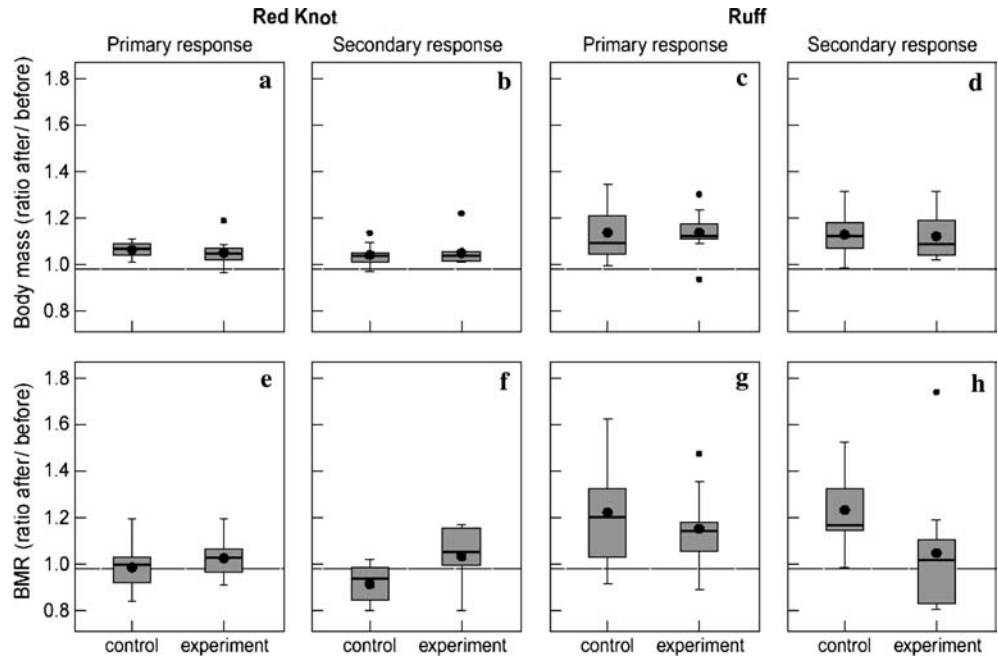 Red Knot Ruff
Primary response Secondary response Primary response Secondary response
Body mass (ratio after/ before)
1.8
1.6
1.4
1.2
1.0
0.8
a
b
c
d
BMR (ratio after/ before)
1.8
1.6
1.4
1.2
1.0
0.8
e
f
g
h
control experiment control experiment control experiment control experiment